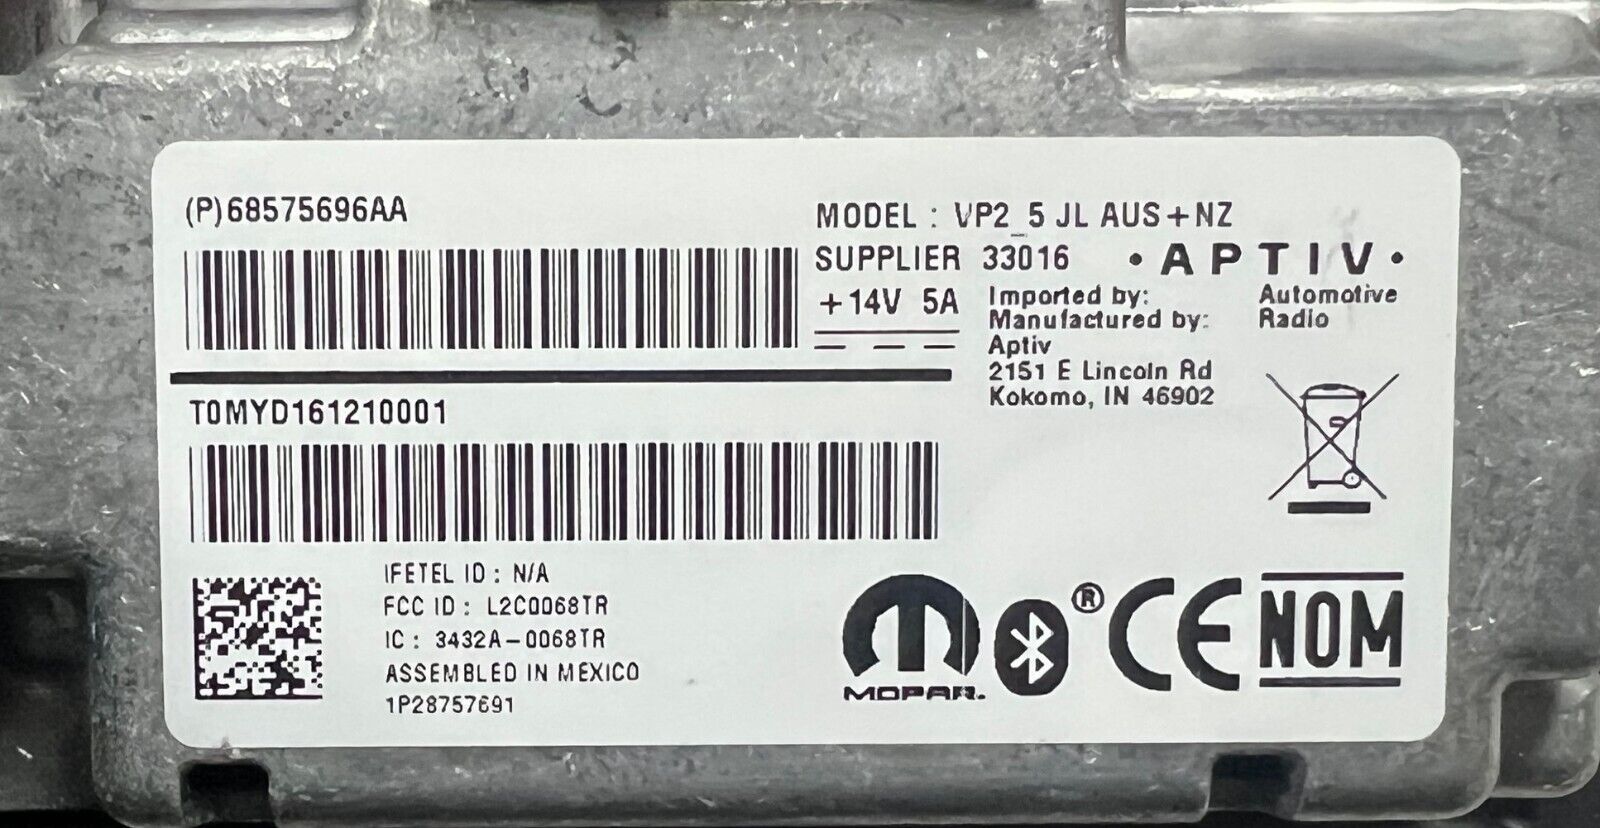 (P)68575696AA
MODEL : VP2_5 JL AUS+NZ
SUPPLIER 33016
• A P T I V •
+14V 5A
Imported by:
Manufactured by:
Aptiv
2151 E Lincoln Rd
Kokomo, IN 46902
Automotive
Radio
T0MYD161210001
IFETEL ID : N/A
FCC ID : L2C0068TR
IC : 3432A-0068TR
ASSEMBLED IN MEXICO
1P28757691
MOPAR.
®
CE
NOM